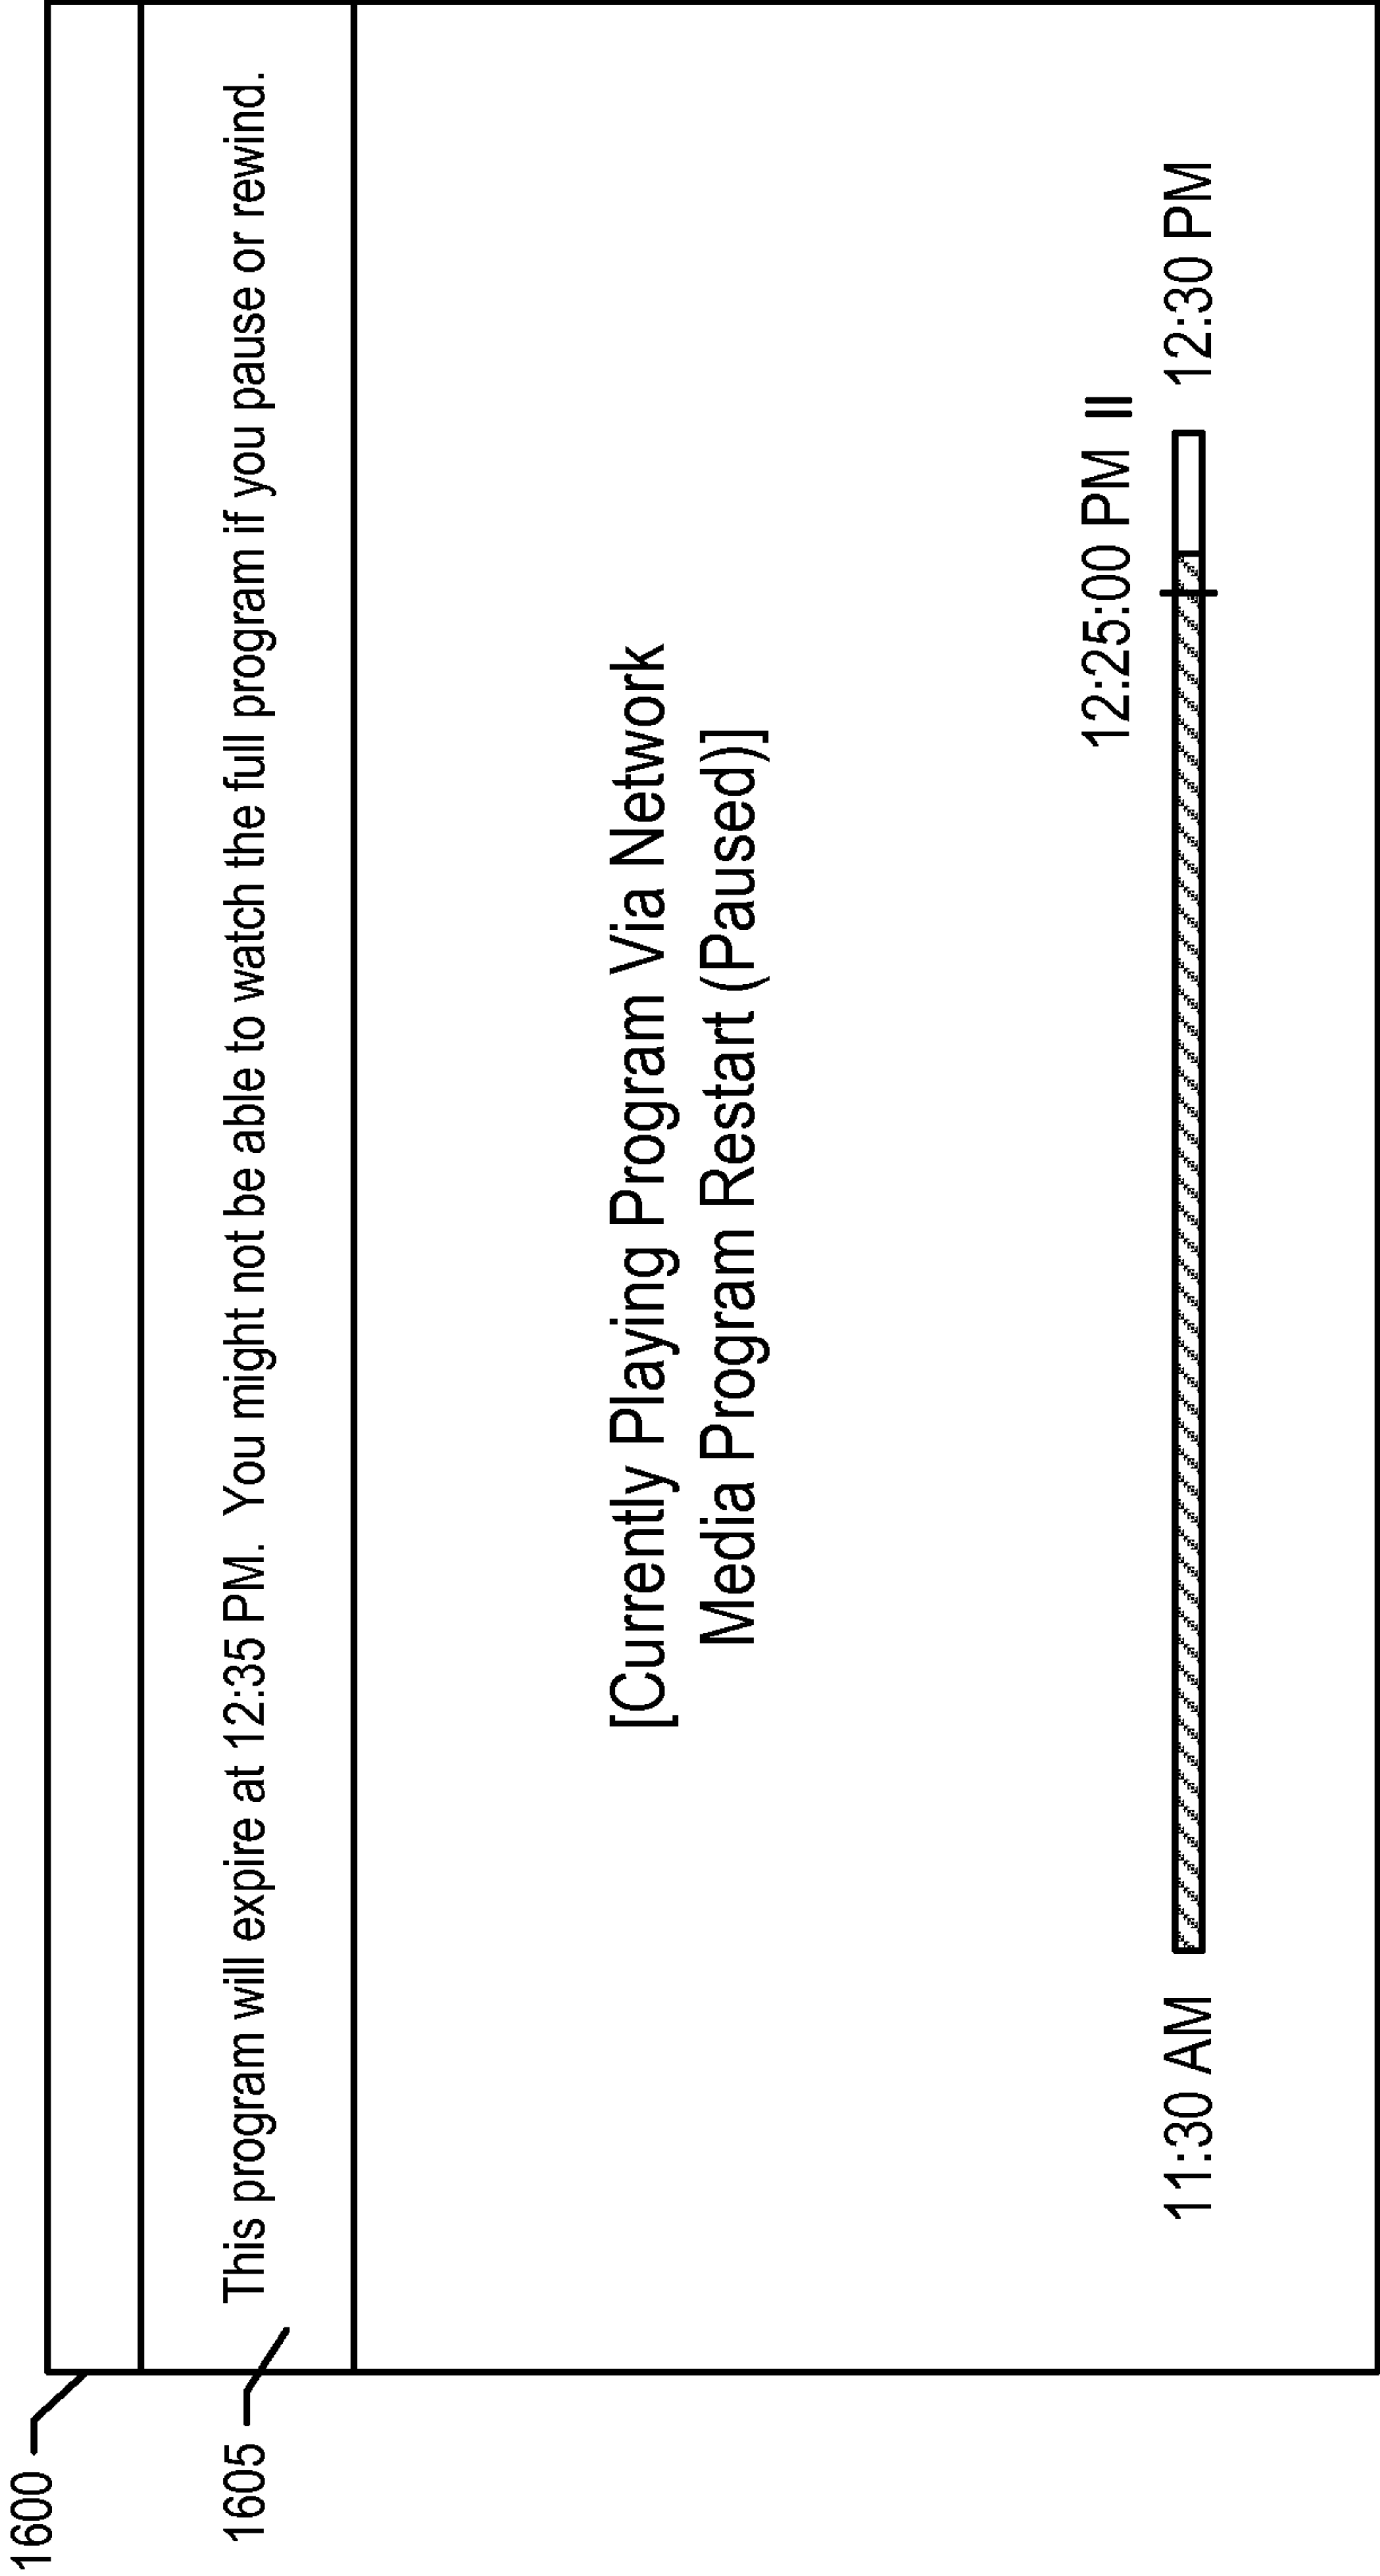 1600
1605
This program will expire at 12:35 PM. You might not be able to watch the full program if you pause or rewind.
[Currently Playing Program Via Network
Media Program Restart (Paused)]
12:25:00 PM
11:30 AM
12:30 PM